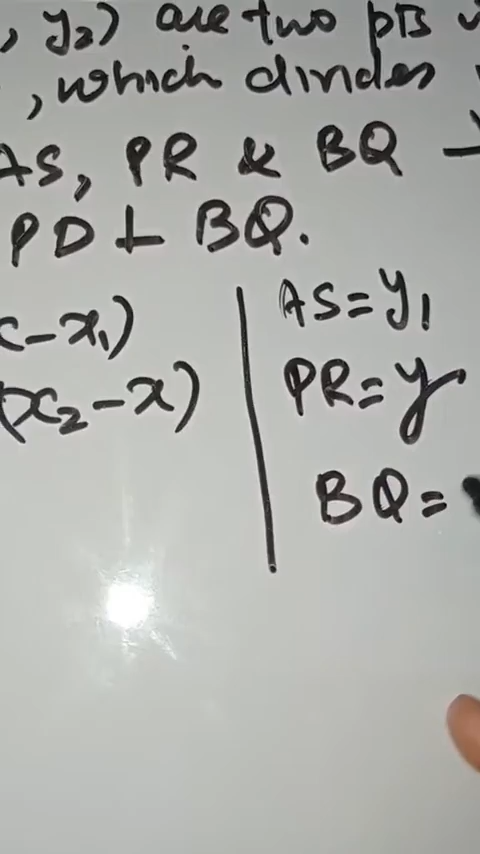 , y₂) are two pts
, which divides
AS, PR & BQ
PD ⊥ BQ.
-x₁)
(x₂-x)
AS=y₁
PR=y
BQ=